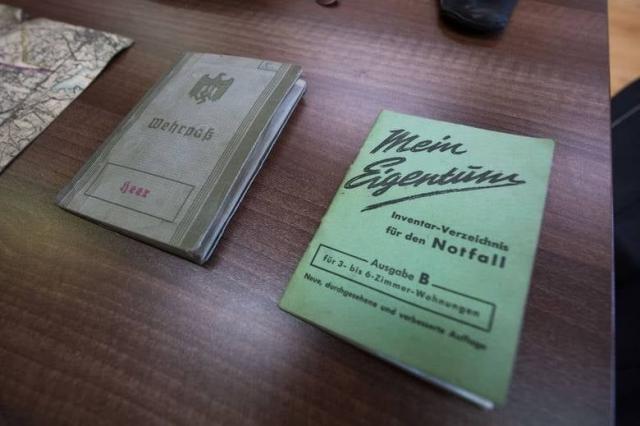 Wehrpaß
Heer
Mein
Eigentum
Inventar-Verzeichnis
für den Notfall
Ausgabe B
für 3- bis 6-Zimmer-Wohnungen
Neue, durchgesehene und verbesserte Auflage